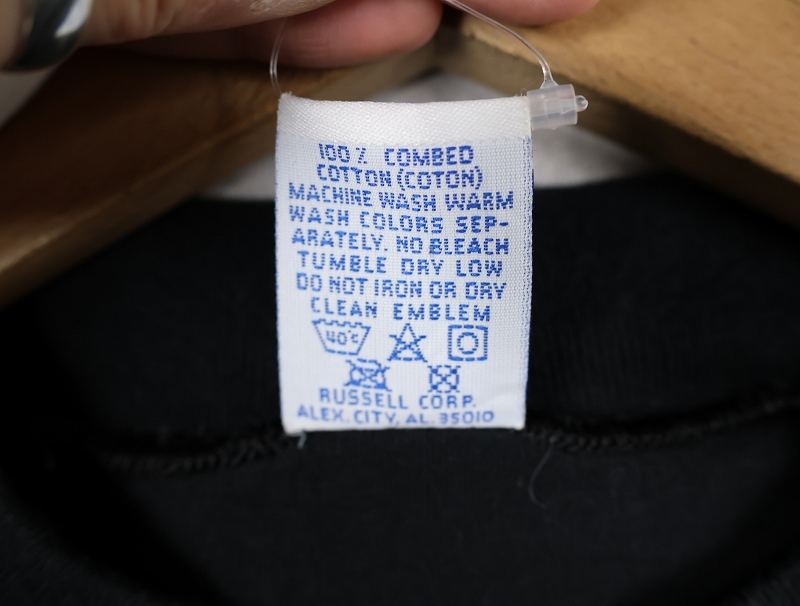 100% COMBED
COTTON (COTON)
MACHINE WASH WARM
WASH COLORS SEP-
ARATELY. NO BLEACH
TUMBLE DRY LOW
DO NOT IRON OR DRY
CLEAN EMBLEM
40°C
RUSSELL CORP.
ALEX. CITY, AL. 35010